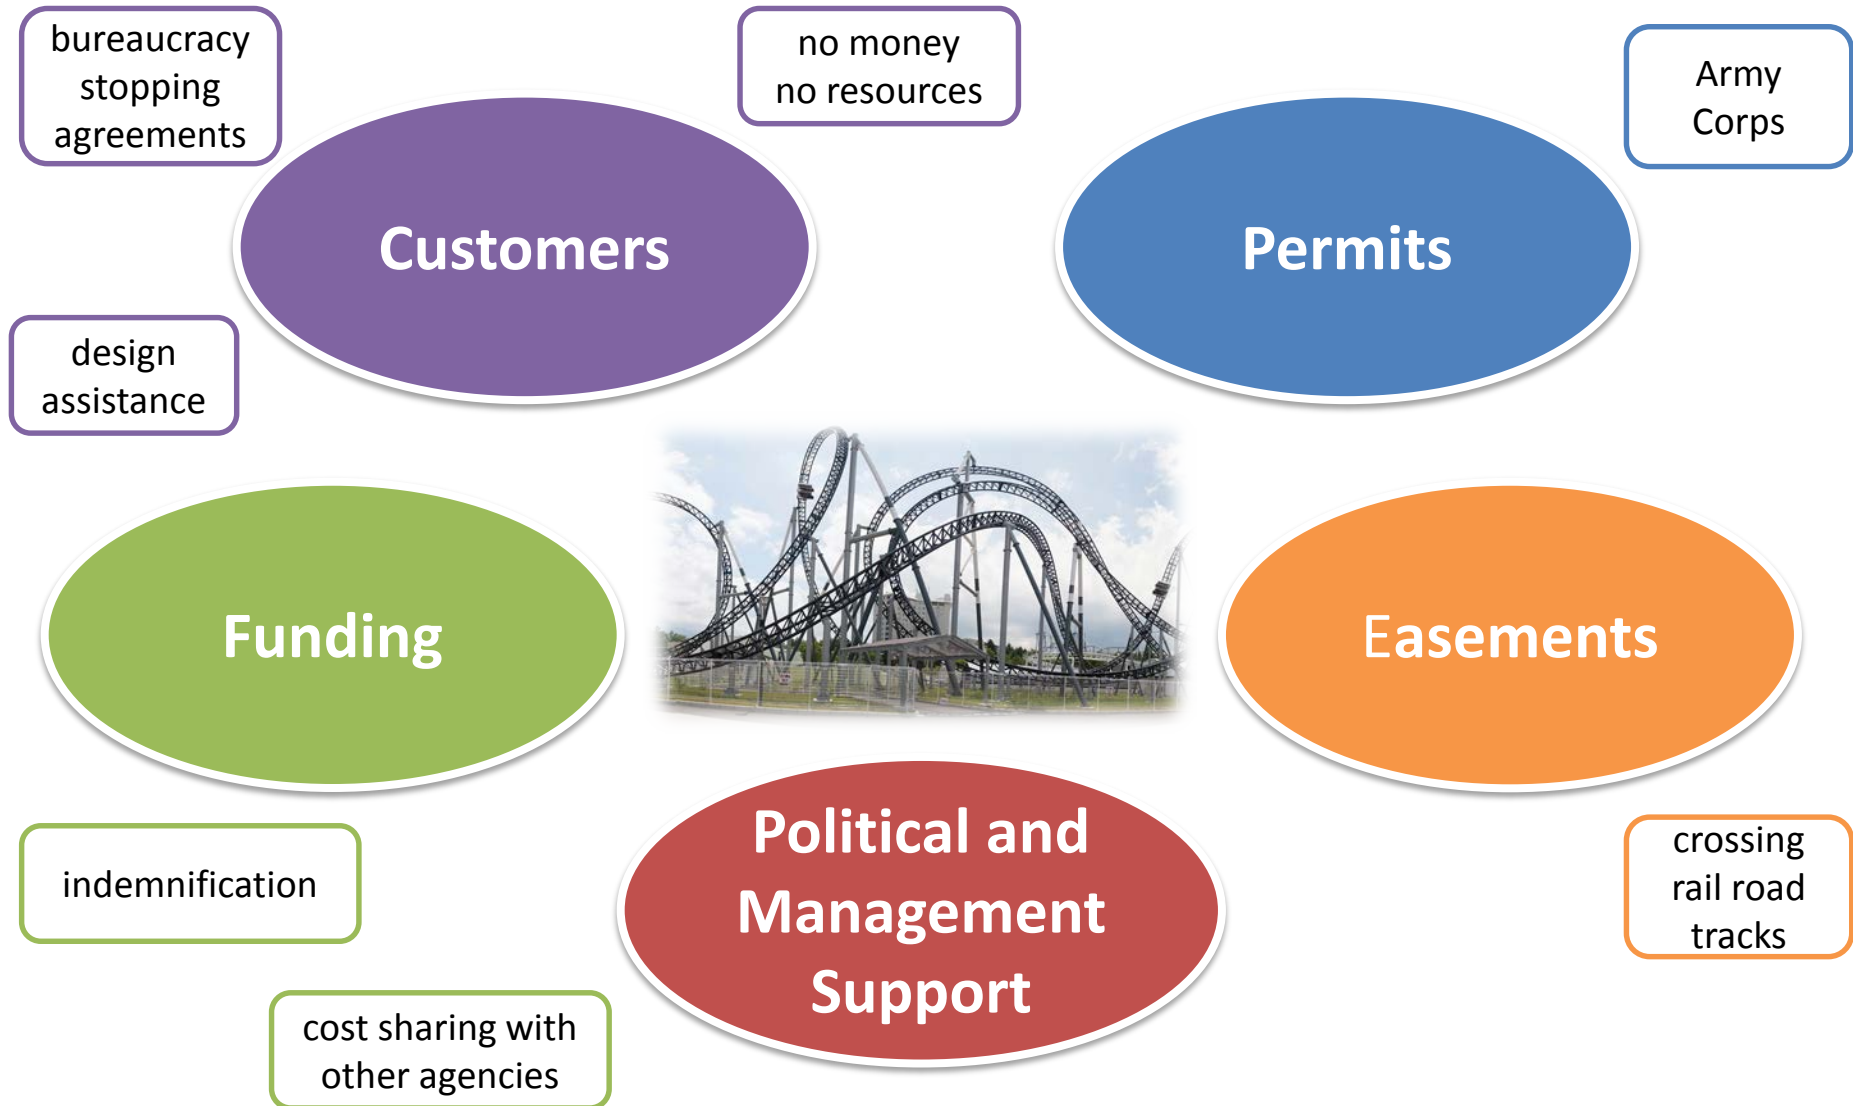 bureaucracy
stopping
agreements
no money
no resources
Army
Corps
Customers
Permits
design
assistance
Funding
Easements
indemnification
Political and
Management
Support
crossing
rail road
tracks
cost sharing with
other agencies